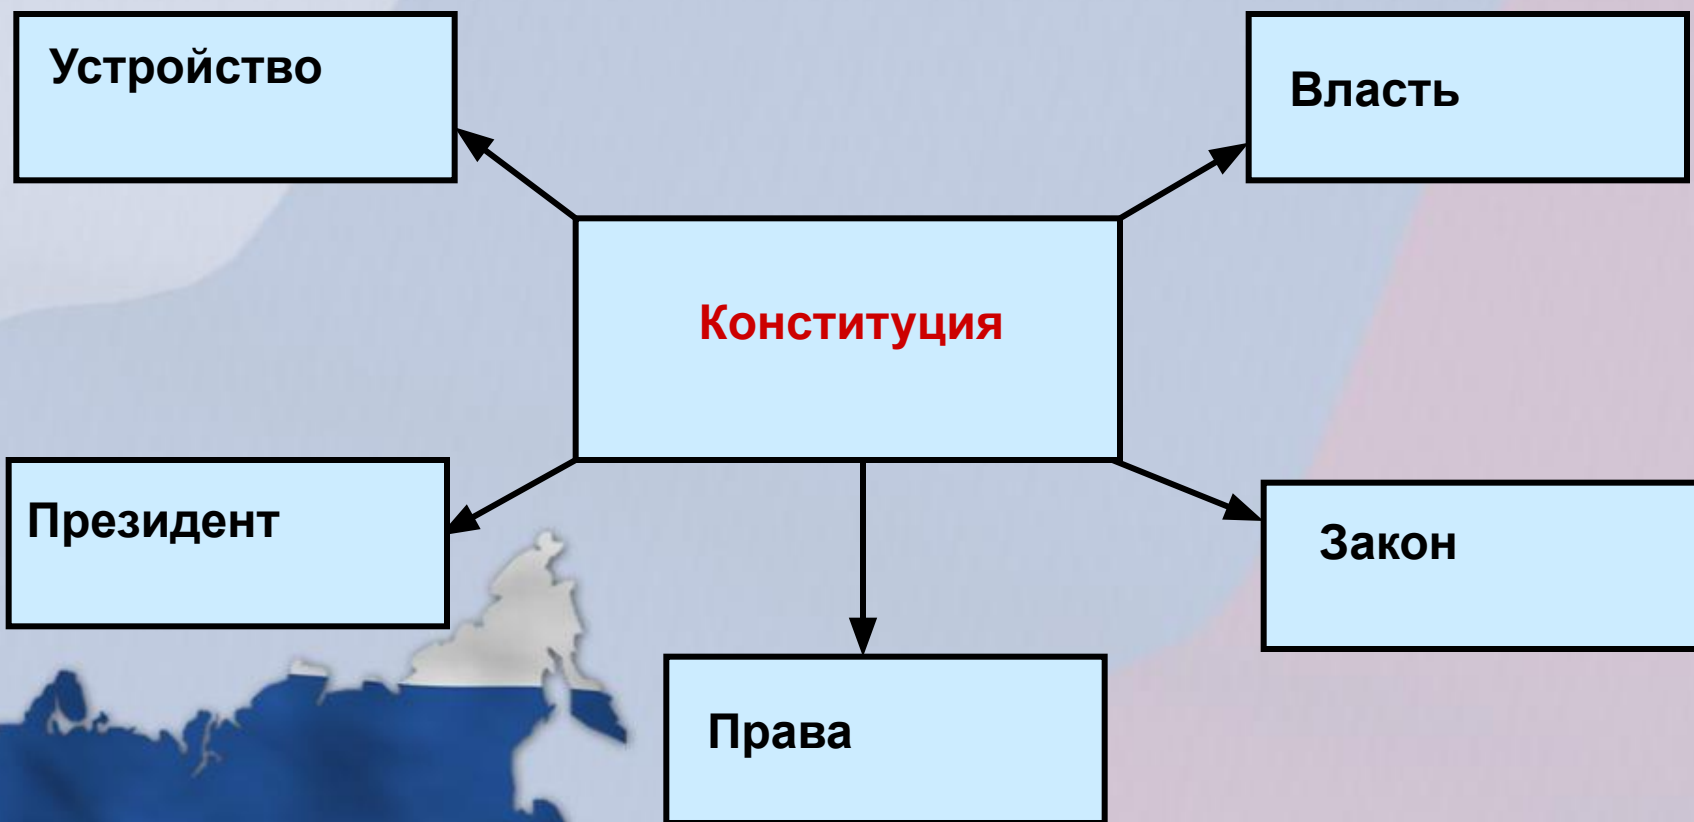 Устройство
Власть
Конституция
Президент
Закон
Права